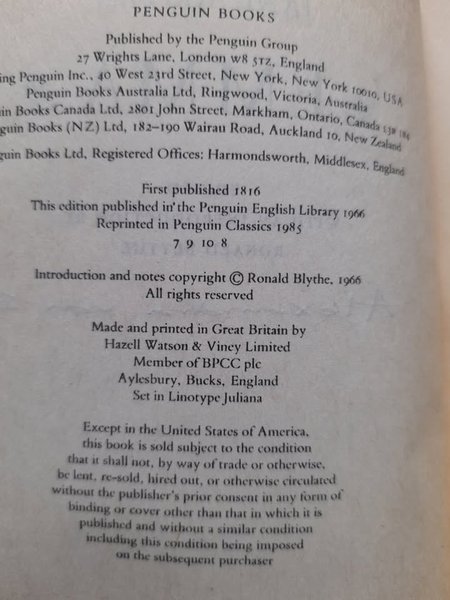 PENGUIN BOOKS
Published by the Penguin Group
27 Wrights Lane, London W8 5TZ, England
ing Penguin Inc., 40 West 23rd Street, New York, New York 10010, USA
Penguin Books Australia Ltd, Ringwood, Victoria, Australia
uin Books Canada Ltd, 2801 John Street, Markham, Ontario, Canada L3R 1B4
guin Books (NZ) Ltd, 182–190 Wairau Road, Auckland 10, New Zealand
guin Books Ltd, Registered Offices: Harmondsworth, Middlesex, England
First published 1816
This edition published in the Penguin English Library 1966
Reprinted in Penguin Classics 1985
7 9 10 8
Introduction and notes copyright © Ronald Blythe, 1966
All rights reserved
Made and printed in Great Britain by
Hazell Watson & Viney Limited
Member of BPCC plc
Aylesbury, Bucks, England
Set in Linotype Juliana
Except in the United States of America,
this book is sold subject to the condition
that it shall not, by way of trade or otherwise,
be lent, re-sold, hired out, or otherwise circulated
without the publisher's prior consent in any form of
binding or cover other than that in which it is
published and without a similar condition
including this condition being imposed
on the subsequent purchaser